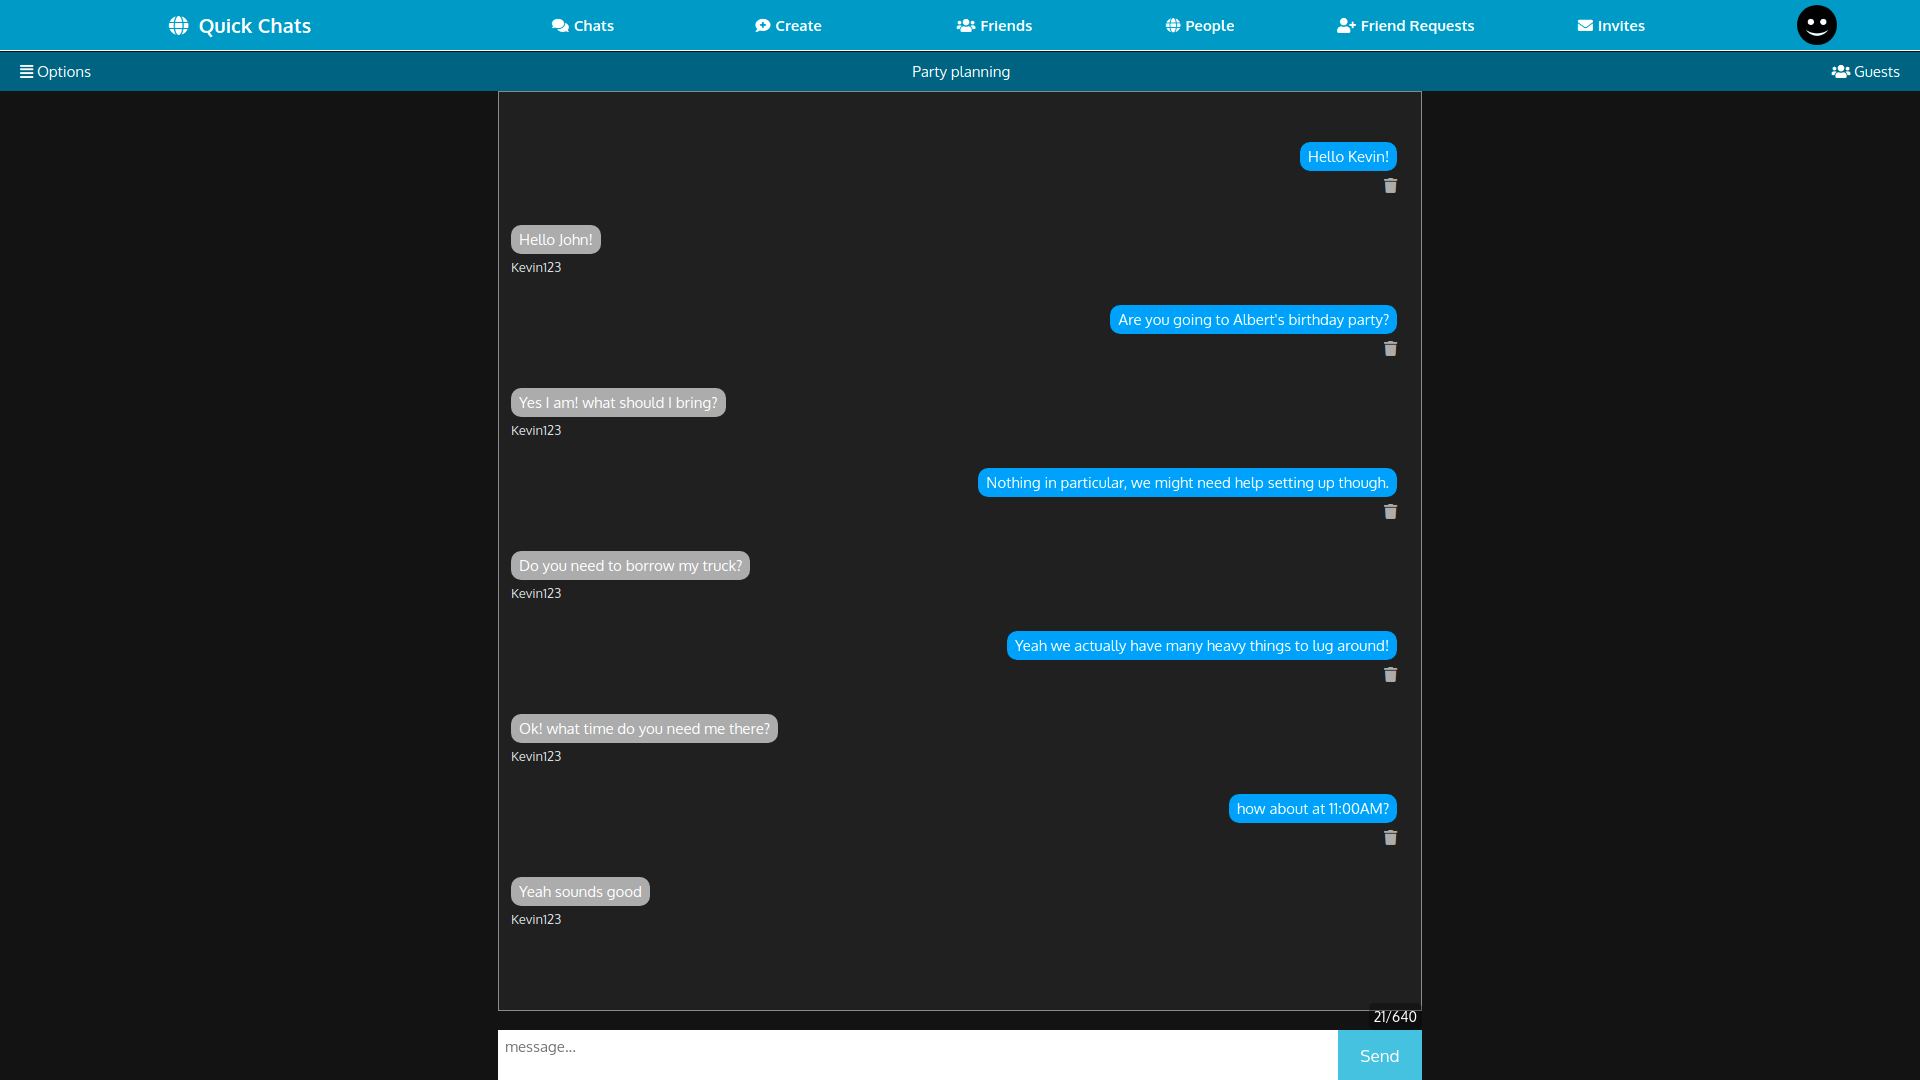 Quick Chats
Chats
Create
Friends
People
Friend Requests
Invites
Options
Party planning
Guests
Hello Kevin!
Hello John!
Kevin123
Are you going to Albert's birthday party?
Yes I am! what should I bring?
Kevin123
Nothing in particular, we might need help setting up though.
Do you need to borrow my truck?
Kevin123
Yeah we actually have many heavy things to lug around!
Ok! what time do you need me there?
Kevin123
how about at 11:00AM?
Yeah sounds good
Kevin123
21/640
message...
Send